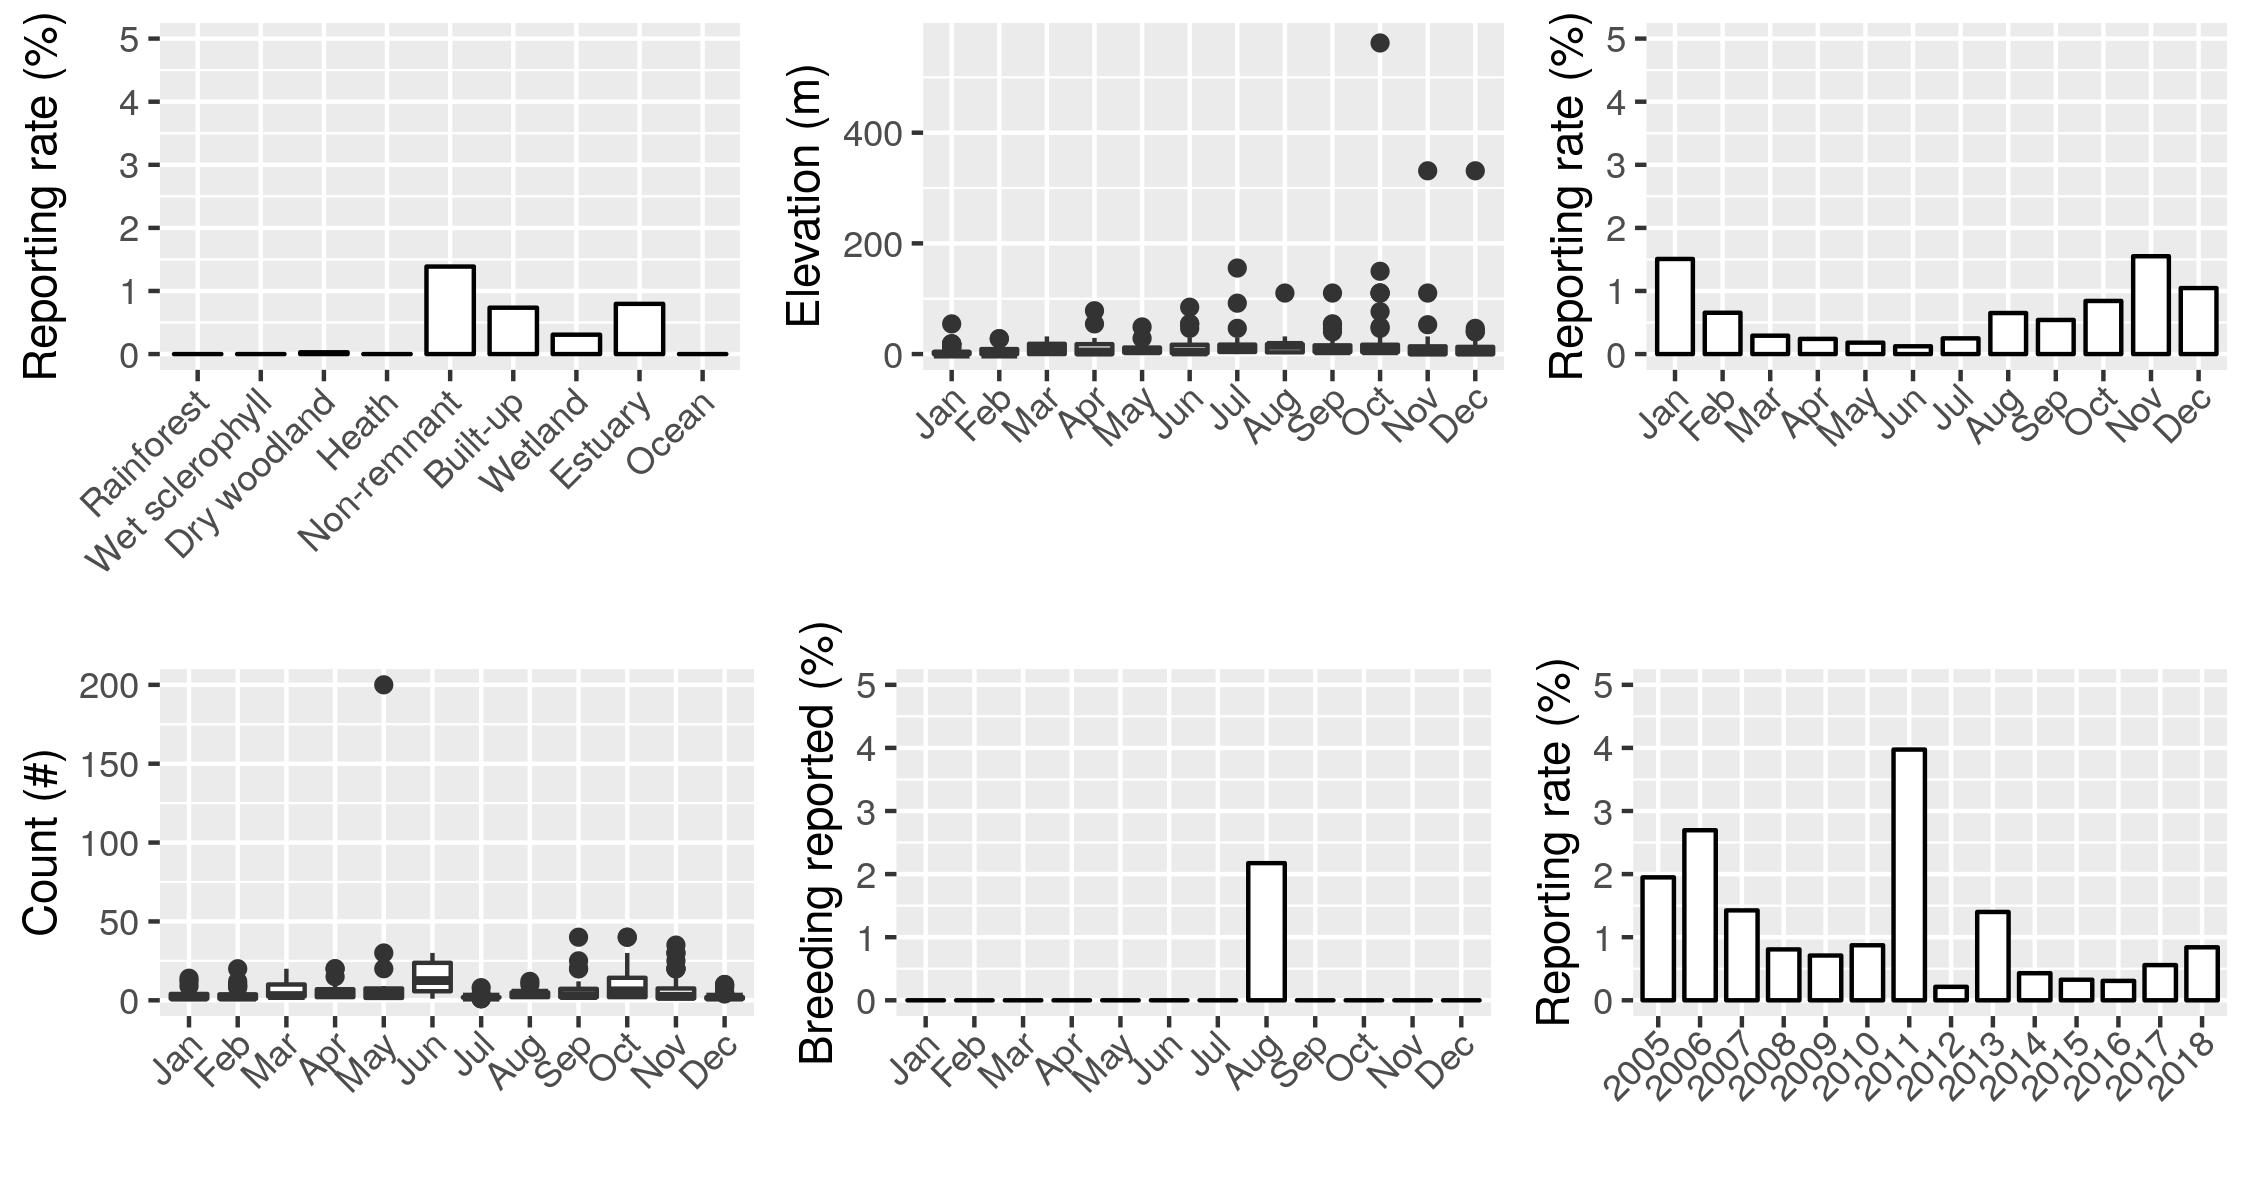 Reporting rate (%)
5
4
3
2
1
0
Rainforest
Wet sclerophyll
Dry woodland
Heath
Non-remnant
Built-up
Wetland
Estuary
Ocean
Elevation (m)
400
200
0
Jan
Feb
Mar
Apr
May
Jun
Jul
Aug
Sep
Oct
Nov
Dec
Reporting rate (%)
5
4
3
2
1
0
Jan
Feb
Mar
Apr
May
Jun
Jul
Aug
Sep
Oct
Nov
Dec
Count (#)
200
150
100
50
0
Jan
Feb
Mar
Apr
May
Jun
Jul
Aug
Sep
Oct
Nov
Dec
Breeding reported (%)
5
4
3
2
1
0
Jan
Feb
Mar
Apr
May
Jun
Jul
Aug
Sep
Oct
Nov
Dec
Reporting rate (%)
5
4
3
2
1
0
2005
2006
2007
2008
2009
2010
2011
2012
2013
2014
2015
2016
2017
2018